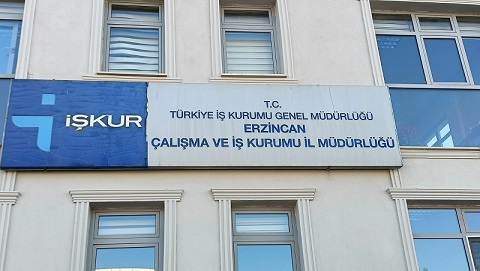 İŞKUR
T.C.
TÜRKİYE İŞ KURUMU GENEL MÜDÜRLÜĞÜ
ERZİNCAN
ÇALIŞMA VE İŞ KURUMU İL MÜDÜRLÜĞÜ